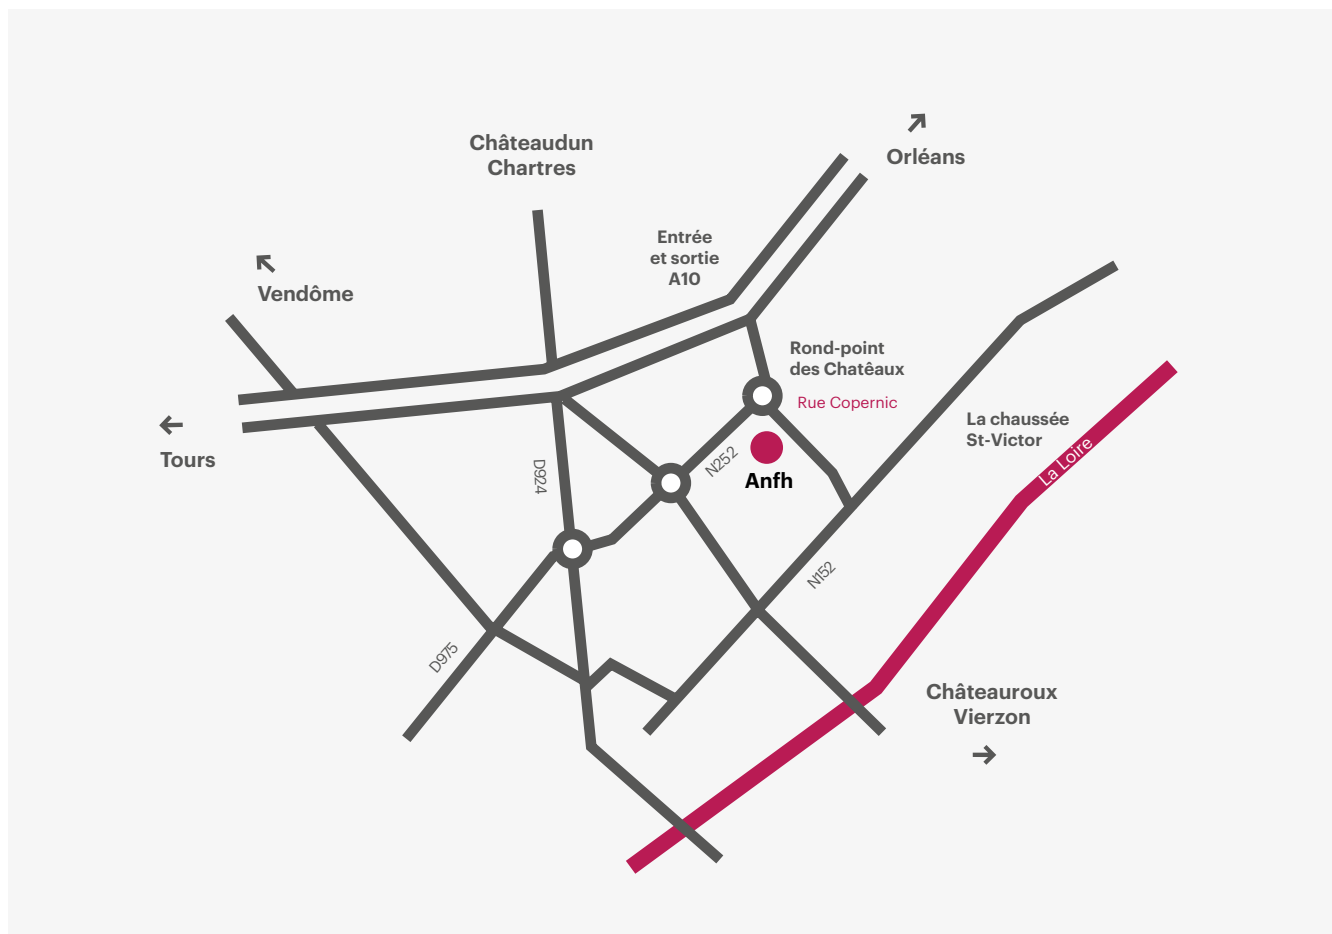 Châteaudun
Chartres
Orléans
Entrée
et sortie
A10
Vendôme
Rond-point
des Chatêaux
Rue Copernic
Tours
La chaussée
St-Victor
La Loire
D924
N252
Anfh
N152
D975
Châteauroux
Vierzon